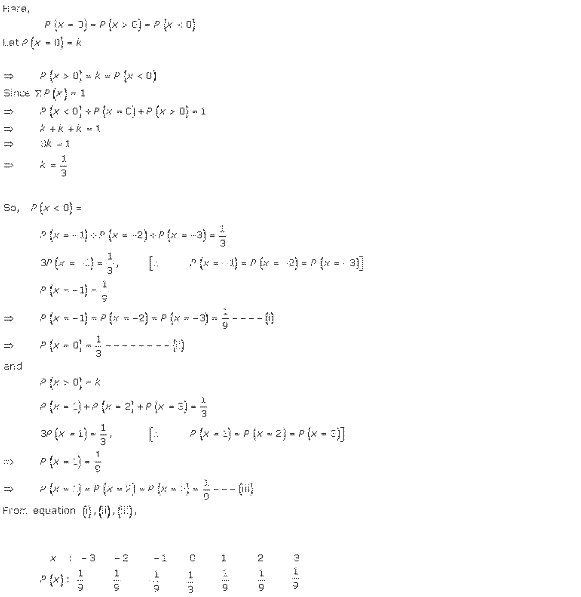 Here,
P(x = 0) = P(x > 0) = P(x < 0)
Let P(x = 0) = k
⇒ P(x > 0) = k = P(x < 0)
Since ΣP(x) = 1
⇒ P(x < 0) + P(x = 0) + P(x > 0) = 1
⇒ k + k + k = 1
⇒ 3k = 1
⇒ k = 1/3
So, P(x < 0) =
P(x = -1) + P(x = -2) + P(x = -3) = 1/3
3P(x = -1) = 1/3, [∵ P(x = -1) = P(x = -2) = P(x = -3)]
P(x = -1) = 1/9
⇒ P(x = -1) = P(x = -2) = P(x = -3) = 1/9 ----(i)
⇒ P(x = 0) = 1/3 --------(ii)
and
P(x > 0) = k
P(x = 1) + P(x = 2) + P(x = 3) = 1/3
3P(x = 1) = 1/3, [∵ P(x = 1) = P(x = 2) = P(x = 3)]
⇒ P(x = 1) = 1/9
⇒ P(x = 1) = P(x = 2) = P(x = 3) = 1/9 ---(iii)
From equation (i), (ii), (iii),
x : -3 -2 -1 0 1 2 3
P(x) : 1/9 1/9 1/9 1/3 1/9 1/9 1/9